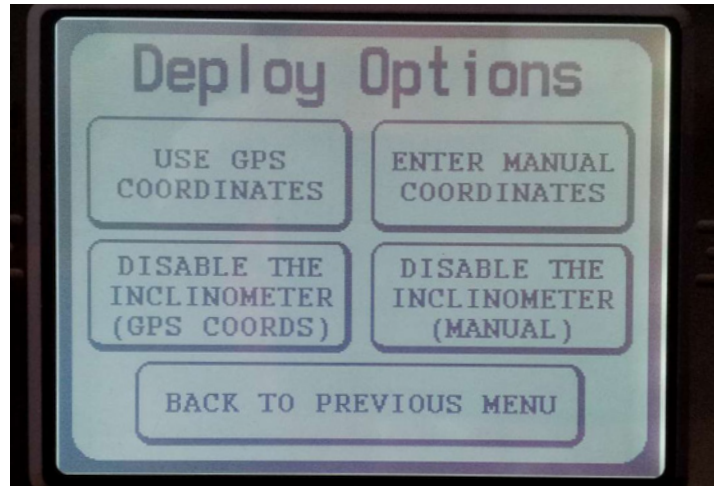 Deploy Options
USE GPS
COORDINATES
ENTER MANUAL
COORDINATES
DISABLE THE
INCLINOMETER
(GPS COORDS)
DISABLE THE
INCLINOMETER
(MANUAL)
BACK TO PREVIOUS MENU